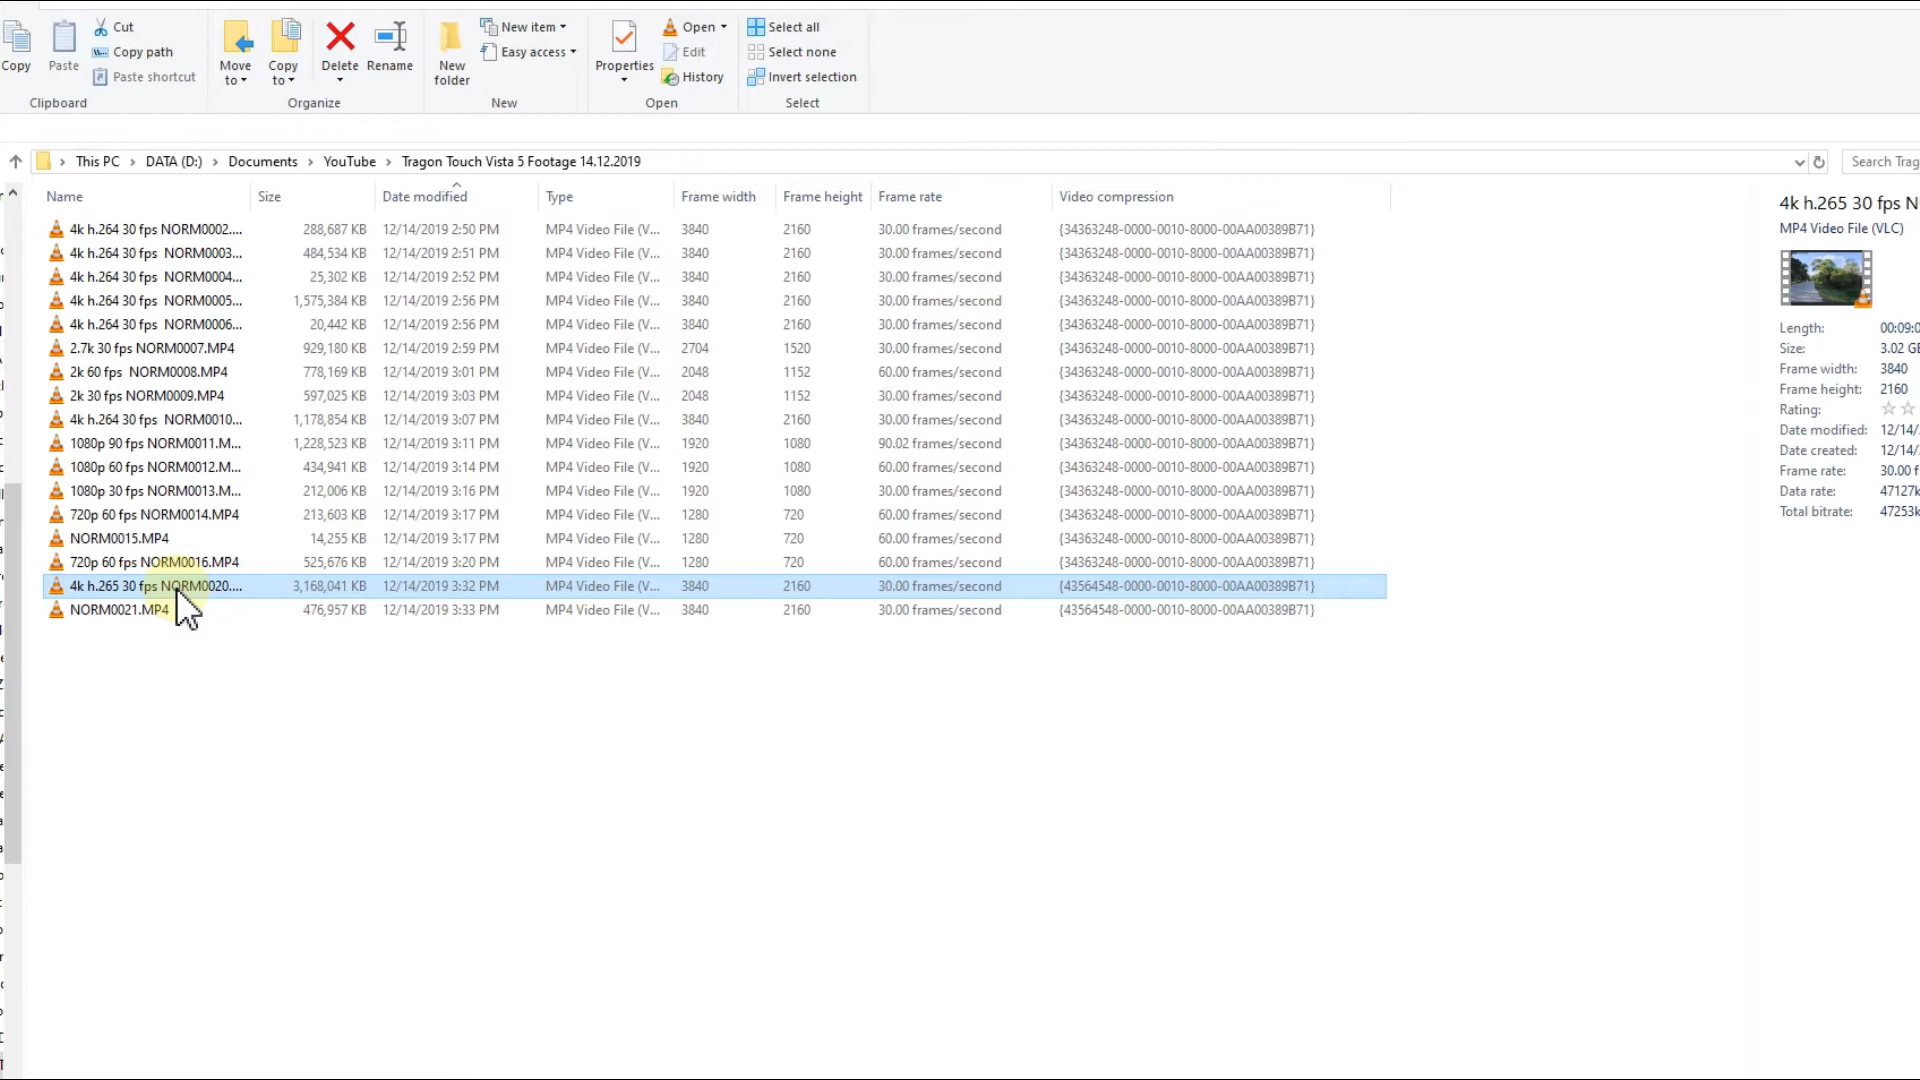 Copy
Paste
Cut
Copy path
Paste shortcut
Clipboard
Move to
Copy to
Delete
Rename
Organize
New folder
New item
Easy access
New
Properties
Open
Edit
History
Open
Select all
Select none
Invert selection
Select
This PC > DATA (D:) > Documents > YouTube > Tragon Touch Vista 5 Footage 14.12.2019
Search Trag
Name Size Date modified Type Frame width Frame height Frame rate Video compression
4k h.264 30 fps NORM0002.... 288,687 KB 12/14/2019 2:50 PM MP4 Video File (V... 3840 2160 30.00 frames/second {34363248-0000-0010-8000-00AA00389B71}
4k h.264 30 fps NORM0003... 484,534 KB 12/14/2019 2:51 PM MP4 Video File (V... 3840 2160 30.00 frames/second {34363248-0000-0010-8000-00AA00389B71}
4k h.264 30 fps NORM0004... 25,302 KB 12/14/2019 2:52 PM MP4 Video File (V... 3840 2160 30.00 frames/second {34363248-0000-0010-8000-00AA00389B71}
4k h.264 30 fps NORM0005... 1,575,384 KB 12/14/2019 2:56 PM MP4 Video File (V... 3840 2160 30.00 frames/second {34363248-0000-0010-8000-00AA00389B71}
4k h.264 30 fps NORM0006... 20,442 KB 12/14/2019 2:56 PM MP4 Video File (V... 3840 2160 30.00 frames/second {34363248-0000-0010-8000-00AA00389B71}
2.7k 30 fps NORM0007.MP4 929,180 KB 12/14/2019 2:59 PM MP4 Video File (V... 2704 1520 30.00 frames/second {34363248-0000-0010-8000-00AA00389B71}
2k 60 fps NORM0008.MP4 778,169 KB 12/14/2019 3:01 PM MP4 Video File (V... 2048 1152 60.00 frames/second {34363248-0000-0010-8000-00AA00389B71}
2k 30 fps NORM0009.MP4 597,025 KB 12/14/2019 3:03 PM MP4 Video File (V... 2048 1152 30.00 frames/second {34363248-0000-0010-8000-00AA00389B71}
4k h.264 30 fps NORM0010... 1,178,854 KB 12/14/2019 3:07 PM MP4 Video File (V... 3840 2160 30.00 frames/second {34363248-0000-0010-8000-00AA00389B71}
1080p 90 fps NORM0011.M... 1,228,523 KB 12/14/2019 3:11 PM MP4 Video File (V... 1920 1080 90.02 frames/second {34363248-0000-0010-8000-00AA00389B71}
1080p 60 fps NORM0012.M... 434,941 KB 12/14/2019 3:14 PM MP4 Video File (V... 1920 1080 60.00 frames/second {34363248-0000-0010-8000-00AA00389B71}
1080p 30 fps NORM0013.M... 212,006 KB 12/14/2019 3:16 PM MP4 Video File (V... 1920 1080 30.00 frames/second {34363248-0000-0010-8000-00AA00389B71}
720p 60 fps NORM0014.MP4 213,603 KB 12/14/2019 3:17 PM MP4 Video File (V... 1280 720 60.00 frames/second {34363248-0000-0010-8000-00AA00389B71}
NORM0015.MP4 14,255 KB 12/14/2019 3:17 PM MP4 Video File (V... 1280 720 60.00 frames/second {34363248-0000-0010-8000-00AA00389B71}
720p 60 fps NORM0016.MP4 525,676 KB 12/14/2019 3:20 PM MP4 Video File (V... 1280 720 60.00 frames/second {34363248-0000-0010-8000-00AA00389B71}
4k h.265 30 fps NORM0020.... 3,168,041 KB 12/14/2019 3:32 PM MP4 Video File (V... 3840 2160 30.00 frames/second {43564548-0000-0010-8000-00AA00389B71}
NORM0021.MP4 476,957 KB 12/14/2019 3:33 PM MP4 Video File (V... 3840 2160 30.00 frames/second {43564548-0000-0010-8000-00AA00389B71}
4k h.265 30 fps N
MP4 Video File (VLC)
Length: 00:09:0
Size: 3.02 GB
Frame width: 3840
Frame height: 2160
Rating:
Date modified: 12/14/
Date created: 12/14/
Frame rate: 30.00 f
Data rate: 47127k
Total bitrate: 47253k